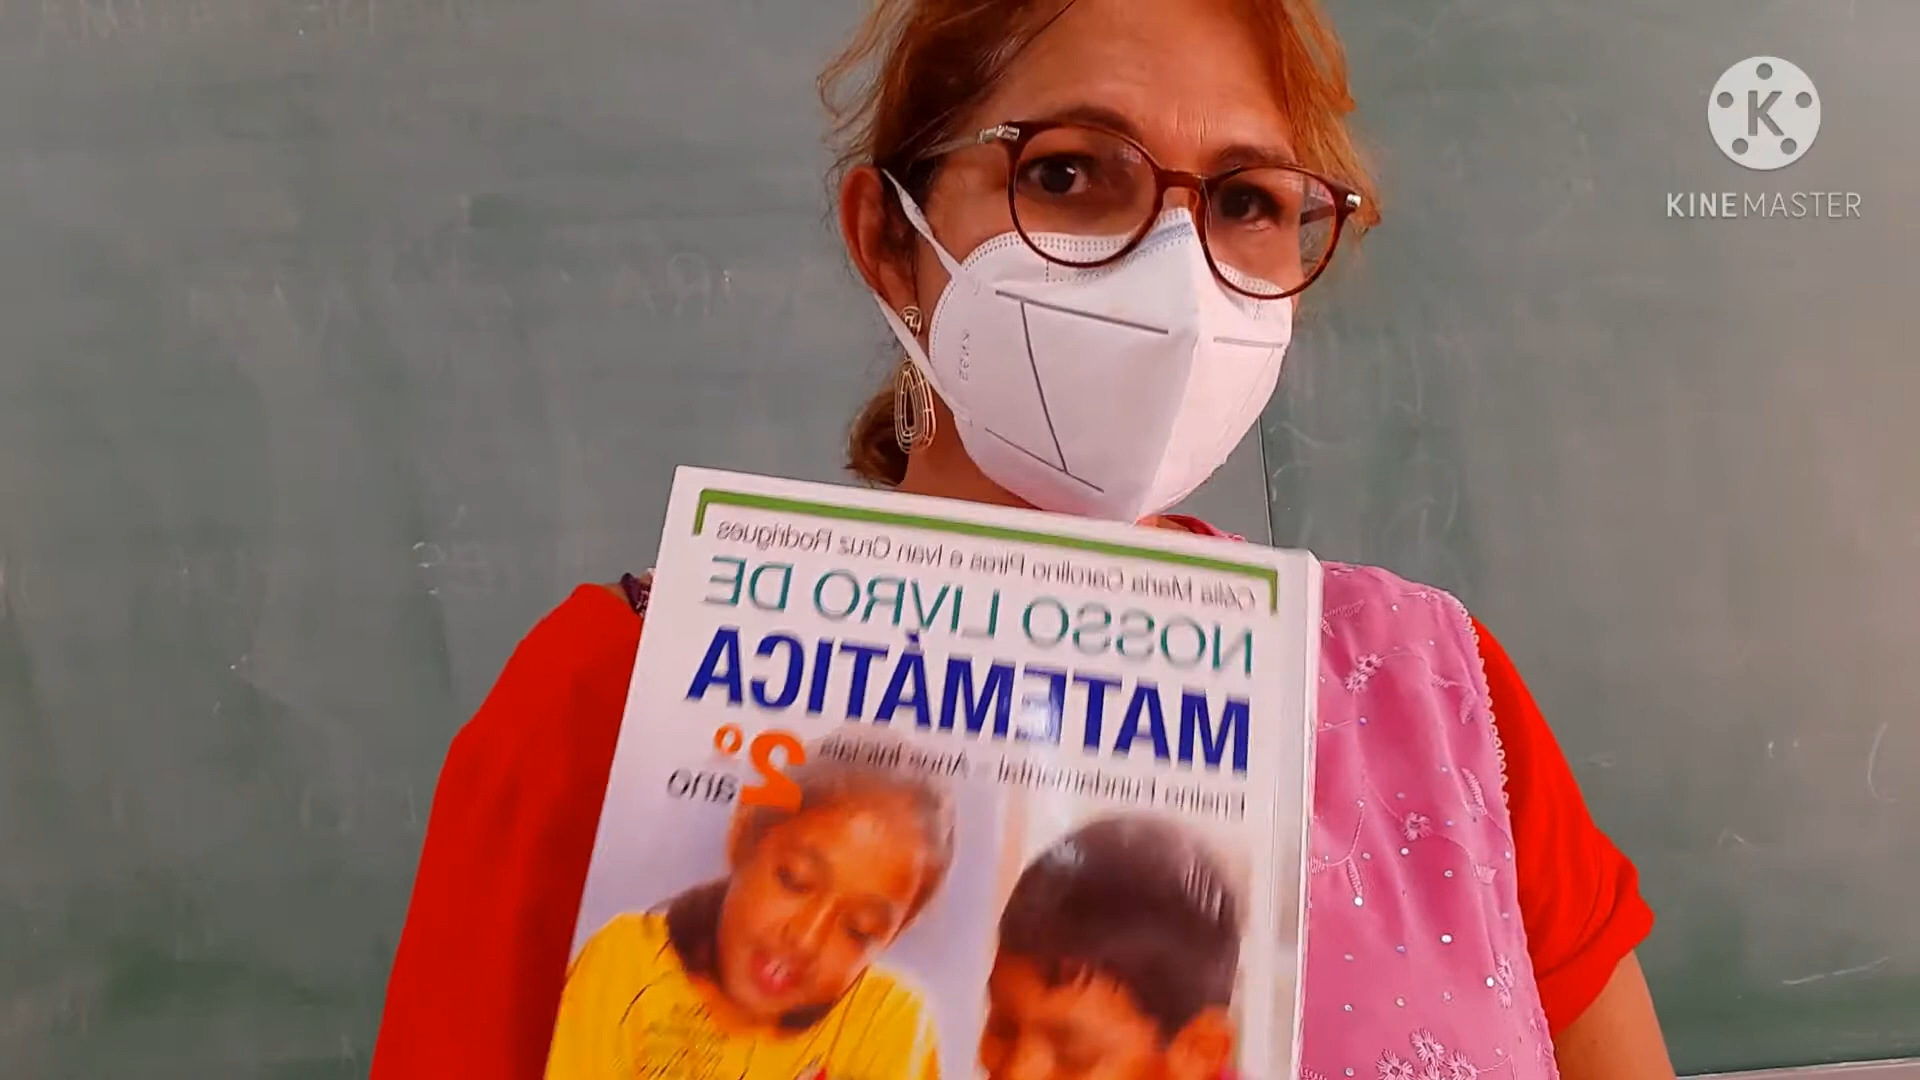 K
KINEMASTER
Célia Maria Carolino Pires e Ivan Cruz Rodrigues
NOSSO LIVRO DE
MATEMÁTICA
Ensino Fundamental - Anos Iniciais
2º
ano